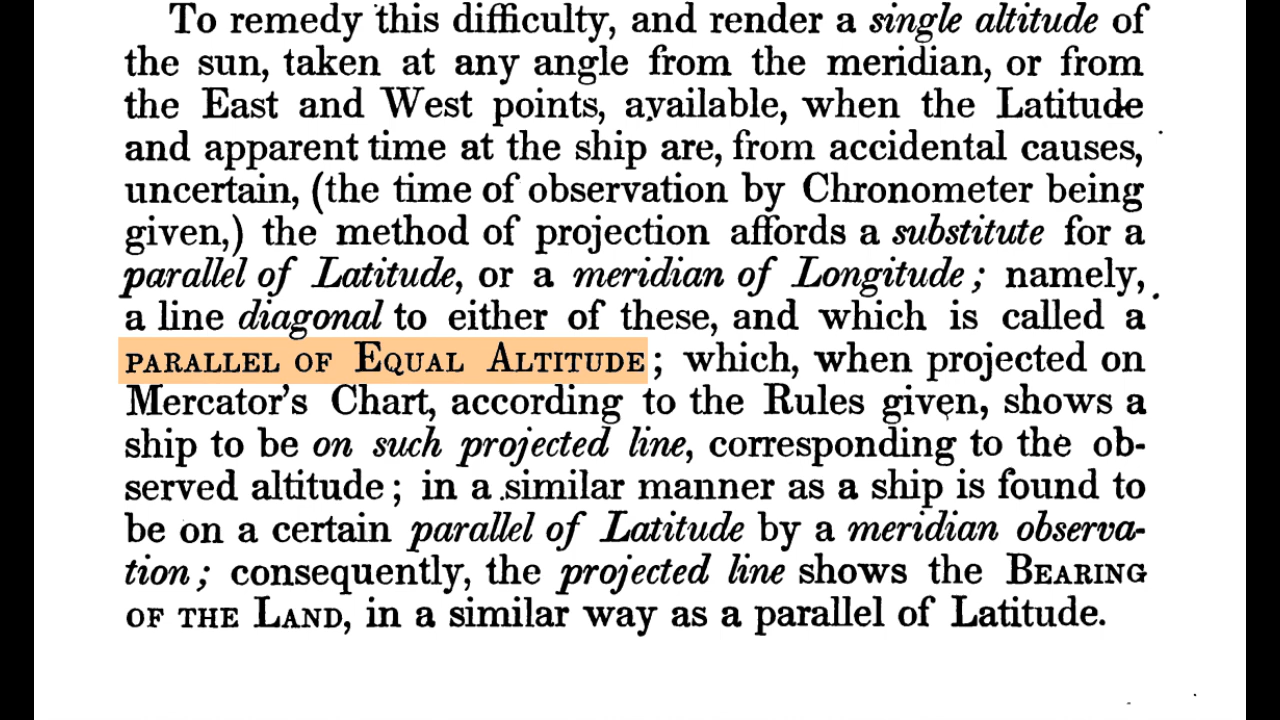 To remedy this difficulty, and render a single altitude of
the sun, taken at any angle from the meridian, or from
the East and West points, available, when the Latitude
and apparent time at the ship are, from accidental causes,
uncertain, (the time of observation by Chronometer being
given,) the method of projection affords a substitute for a
parallel of Latitude, or a meridian of Longitude; namely,
a line diagonal to either of these, and which is called a
PARALLEL OF EQUAL ALTITUDE; which, when projected on
Mercator's Chart, according to the Rules given, shows a
ship to be on such projected line, corresponding to the ob-
served altitude; in a similar manner as a ship is found to
be on a certain parallel of Latitude by a meridian observa-
tion; consequently, the projected line shows the BEARING
OF THE LAND, in a similar way as a parallel of Latitude.